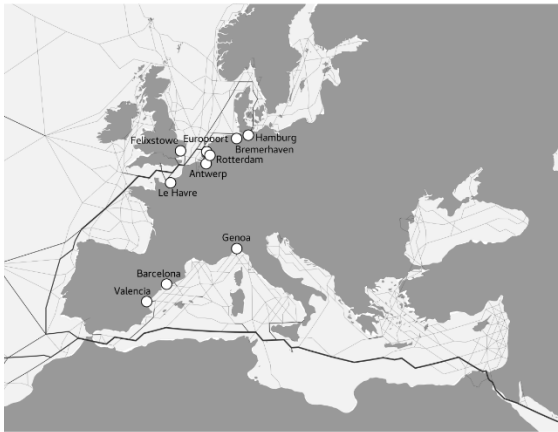 Felixstowe
Europoort
Hamburg
Bremerhaven
Rotterdam
Antwerp
Le Havre
Genoa
Barcelona
Valencia